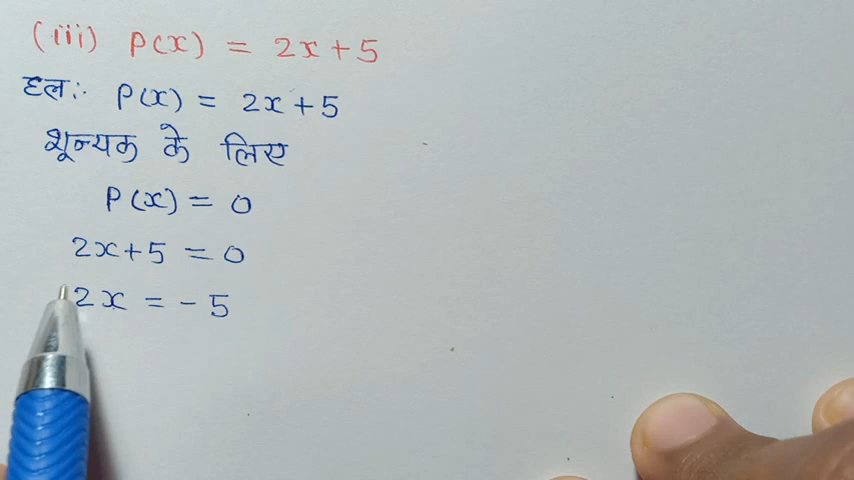 (iii) P(x) = 2x+5
हल:- P(x) = 2x+5
शून्यक के लिए
P(x) = 0
2x+5 = 0
2x = -5